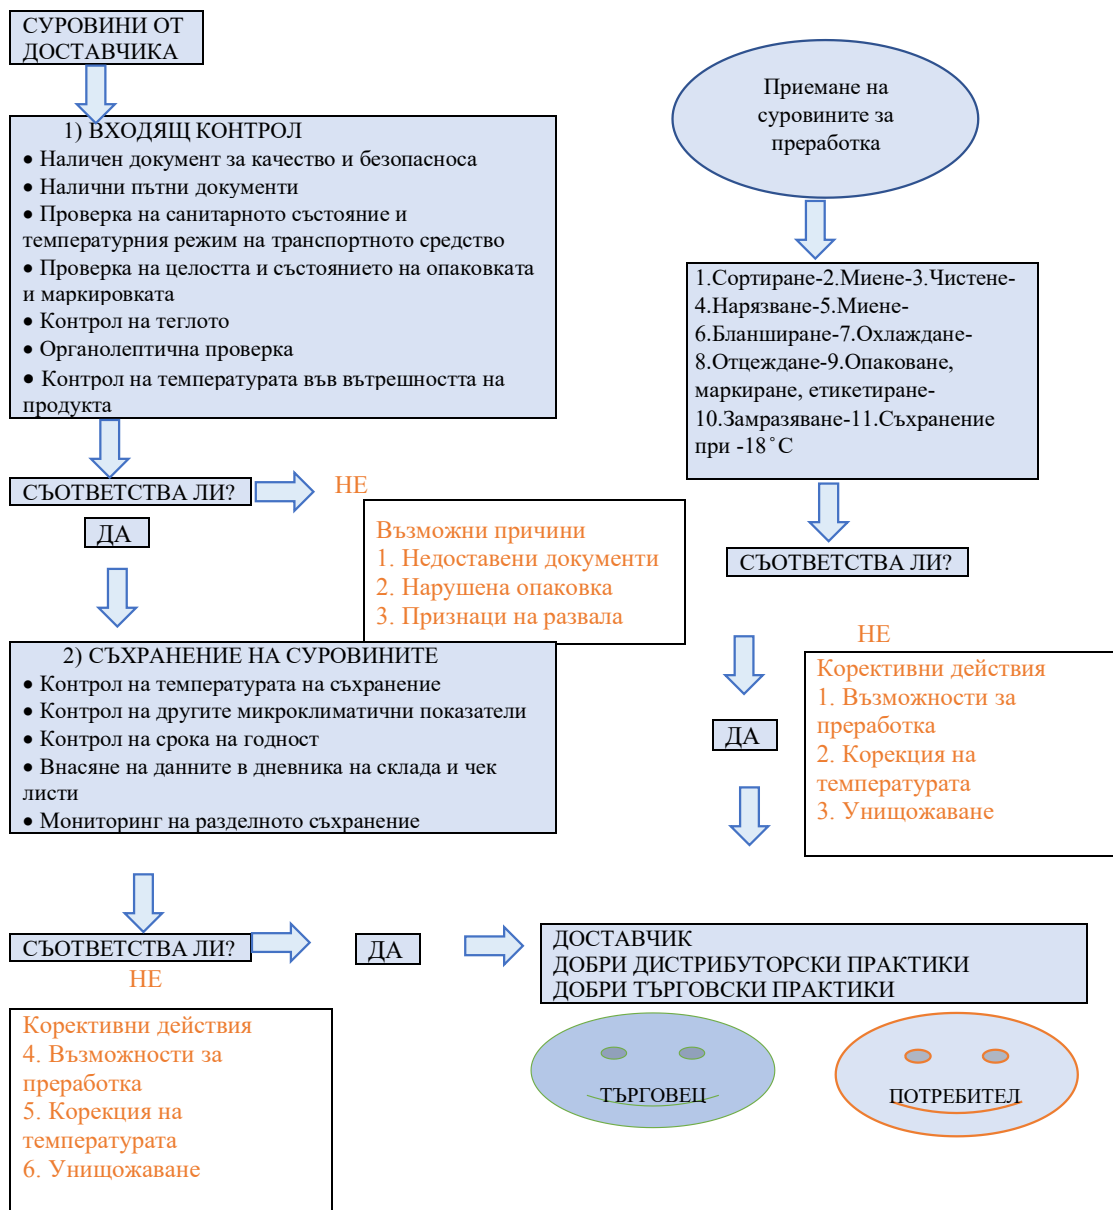 СУРОВИНИ ОТ
ДОСТАВЧИКА
1) ВХОДЯЩ КОНТРОЛ
• Наличен документ за качество и безопасноса
• Налични пътни документи
• Проверка на санитарното състояние и
температурния режим на транспортното средство
• Проверка на целостта и състоянието на опаковката
и маркировката
• Контрол на теглото
• Органолептична проверка
• Контрол на температурата във вътрешността на
продукта
СЪОТВЕТСТВА ЛИ?
НЕ
ДА
Възможни причини
1. Недоставени документи
2. Нарушена опаковка
3. Признаци на развала
2) СЪХРАНЕНИЕ НА СУРОВИНИТЕ
• Контрол на температурата на съхранение
• Контрол на другите микроклиматични показатели
• Контрол на срока на годност
• Внасяне на данните в дневника на склада и чек
листи
• Мониторинг на разделното съхранение
СЪОТВЕТСТВА ЛИ?
ДА
НЕ
Корективни действия
4. Възможности за
преработка
5. Корекция на
температурата
6. Унищожаване
Приемане на
суровините за
преработка
1.Сортиране-2.Миене-3.Чистене-
4.Нарязване-5.Миене-
6.Бланширане-7.Охлаждане-
8.Отцеждане-9.Опаковане,
маркиране, етикетиране-
10.Замразяване-11.Съхранение
при -18˚С
СЪОТВЕТСТВА ЛИ?
НЕ
Корективни действия
1. Възможности за
преработка
2. Корекция на
температурата
3. Унищожаване
ДА
ДОСТАВЧИК
ДОБРИ ДИСТРИБУТОРСКИ ПРАКТИКИ
ДОБРИ ТЪРГОВСКИ ПРАКТИКИ
ТЪРГОВЕЦ
ПОТРЕБИТЕЛ